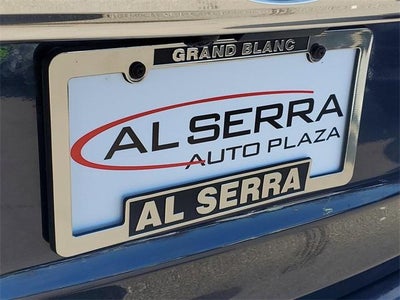 GRAND BLANC
AL SERRA
AUTO PLAZA
AL SERRA